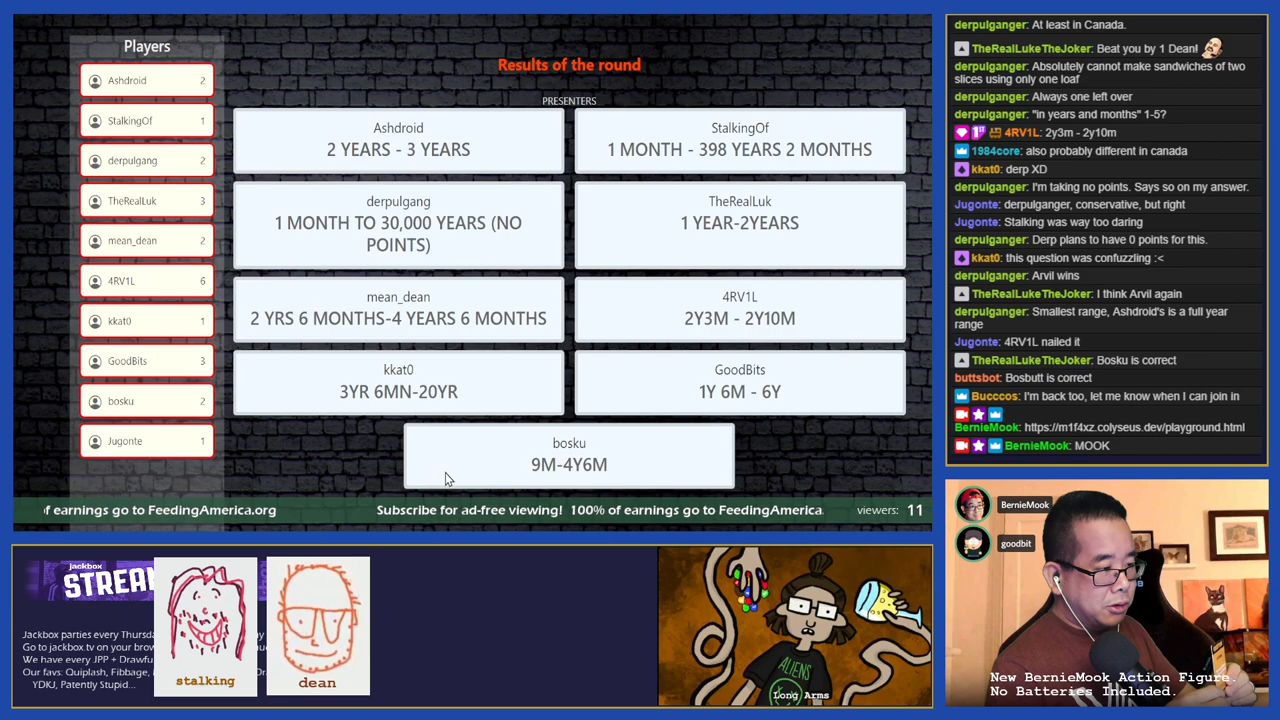 Players
Ashdroid 2
StalkingOf 1
derpulgang 2
TheRealLuk 3
mean_dean 2
4RV1L 6
kkat0 1
GoodBits 3
bosku 2
Jugonte 1
Results of the round
PRESENTERS
Ashdroid
2 YEARS - 3 YEARS
StalkingOf
1 MONTH - 398 YEARS 2 MONTHS
derpulgang
1 MONTH TO 30,000 YEARS (NO
POINTS)
TheRealLuk
1 YEAR-2YEARS
mean_dean
2 YRS 6 MONTHS-4 YEARS 6 MONTHS
4RV1L
2Y3M - 2Y10M
kkat0
3YR 6MN-20YR
GoodBits
1Y 6M - 6Y
bosku
9M-4Y6M
of earnings go to FeedingAmerica.org Subscribe for ad-free viewing! 100% of earnings go to FeedingAmerica. viewers: 11
derpulganger: At least in Canada.
TheRealLukeTheJoker: Beat you by 1 Dean!
derpulganger: Absolutely cannot make sandwiches of two
slices using only one loaf
derpulganger: Always one left over
derpulganger: "in years and months" 1-5?
4RV1L: 2y3m - 2y10m
1984core: also probably different in canada
kkat0: derp XD
derpulganger: I'm taking no points. Says so on my answer.
Jugonte: derpulganger, conservative, but right
Jugonte: Stalking was way too daring
derpulganger: Derp plans to have 0 points for this.
kkat0: this question was confuzzling :<
derpulganger: Arvil wins
TheRealLukeTheJoker: I think Arvil again
derpulganger: Smallest range, Ashdroid's is a full year
range
Jugonte: 4RV1L nailed it
TheRealLukeTheJoker: Bosku is correct
buttsbot: Bosbutt is correct
Bucccos: I'm back too, let me know when I can join in
BernieMook: https://m1f4xz.colyseus.dev/playground.html
BernieMook: MOOK
jackbox
STREAM
Jackbox parties every Thursda
Go to jackbox.tv on your brow
We have every JPP + Drawfu
Our favs: Quiplash, Fibbage,
YDKJ, Patently Stupid...
stalking
dean
ALIENS
Long Arms
BernieMook
goodbit
New BernieMook Action Figure.
No Batteries Included.